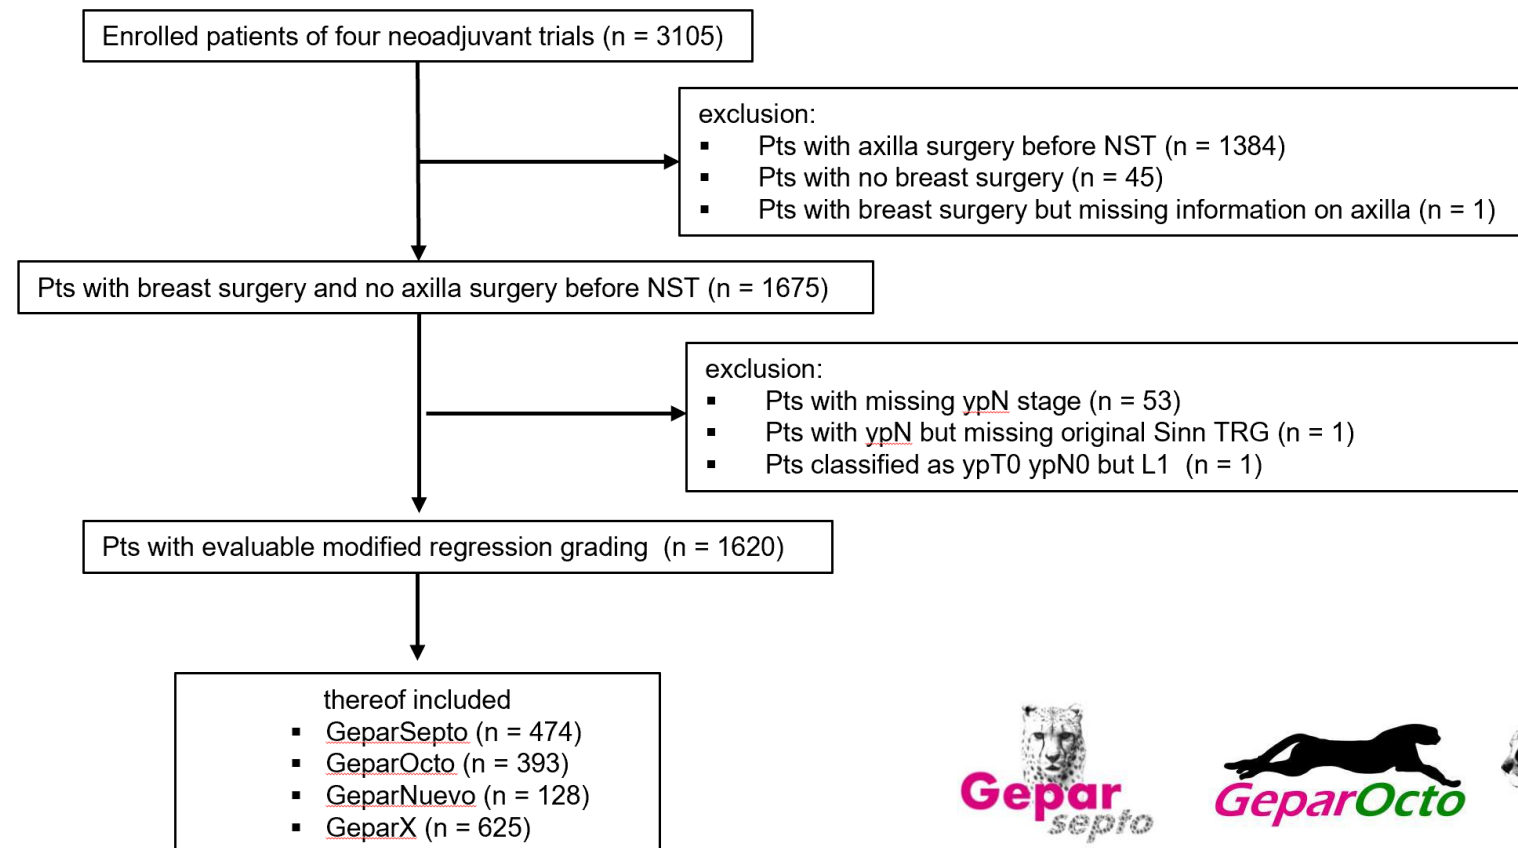 Enrolled patients of four neoadjuvant trials (n = 3105)
exclusion:
▪ Pts with axilla surgery before NST (n = 1384)
▪ Pts with no breast surgery (n = 45)
▪ Pts with breast surgery but missing information on axilla (n = 1)
Pts with breast surgery and no axilla surgery before NST (n = 1675)
exclusion:
▪ Pts with missing ypN stage (n = 53)
▪ Pts with ypN but missing original Sinn TRG (n = 1)
▪ Pts classified as ypT0 ypN0 but L1 (n = 1)
Pts with evaluable modified regression grading (n = 1620)
thereof included
▪ GeparSepto (n = 474)
▪ GeparOcto (n = 393)
▪ GeparNuevo (n = 128)
▪ GeparX (n = 625)
Gepar
septo
GeparOcto